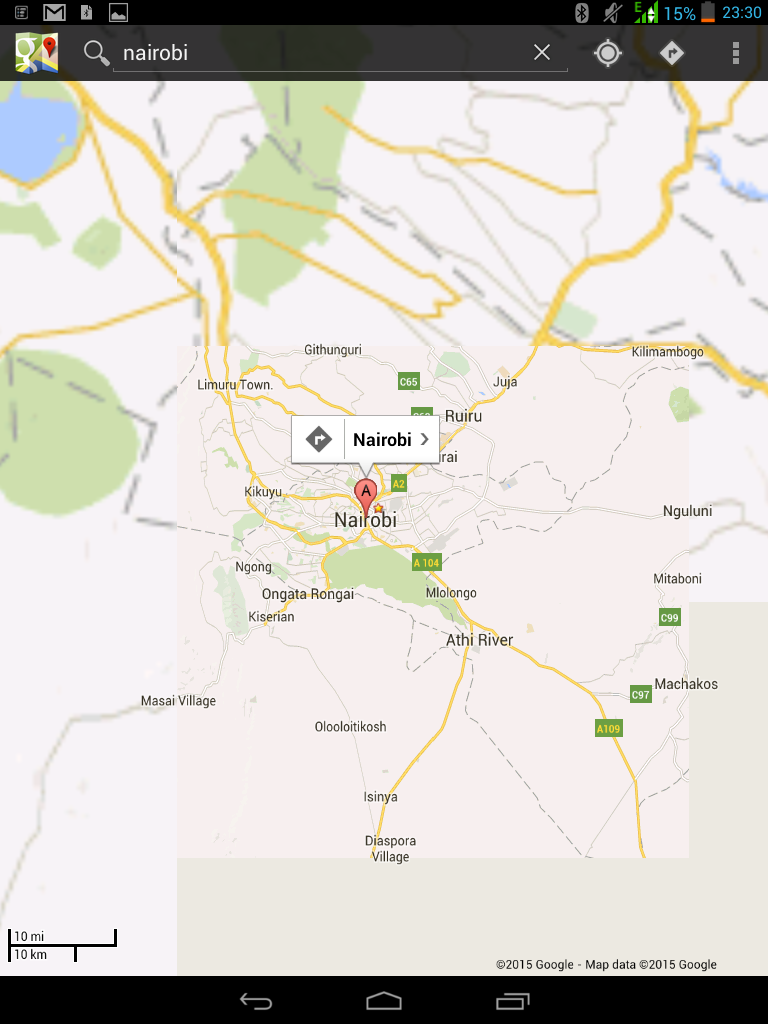 E
15%
23:30
nairobi
Githunguri
Kilimambogo
C65
Juja
Limuru Town.
Ruiru
Nairobi
A2
A
Kikuyu
Nguluni
Nairobi
A 104
Ngong
Mitaboni
Ongata Rongai
Mlolongo
Kiserian
C99
Athi River
Machakos
C97
Masai Village
Olooloitikosh
A109
Isinya
Diaspora
Village
10 mi
10 km
©2015 Google - Map data ©2015 Google